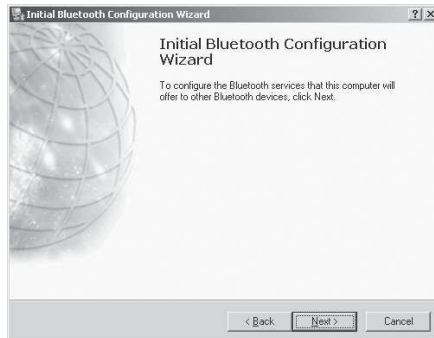 Initial Bluetooth Configuration Wizard
Initial Bluetooth Configuration
Wizard
To configure the Bluetooth services that this computer will
offer to other Bluetooth devices, click Next.
< Back
Next >
Cancel